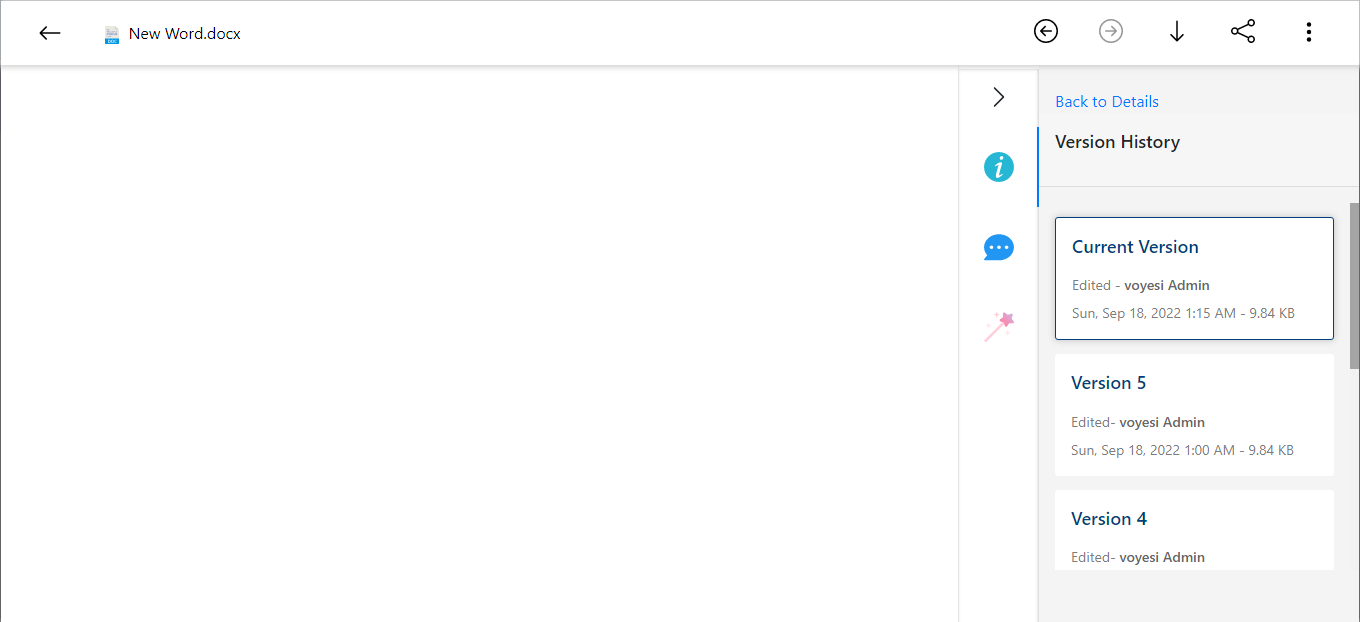 New Word.docx
Back to Details
Version History
Current Version
Edited - voyesi Admin
Sun, Sep 18, 2022 1:15 AM - 9.84 KB
Version 5
Edited- voyesi Admin
Sun, Sep 18, 2022 1:00 AM - 9.84 KB
Version 4
Edited- voyesi Admin